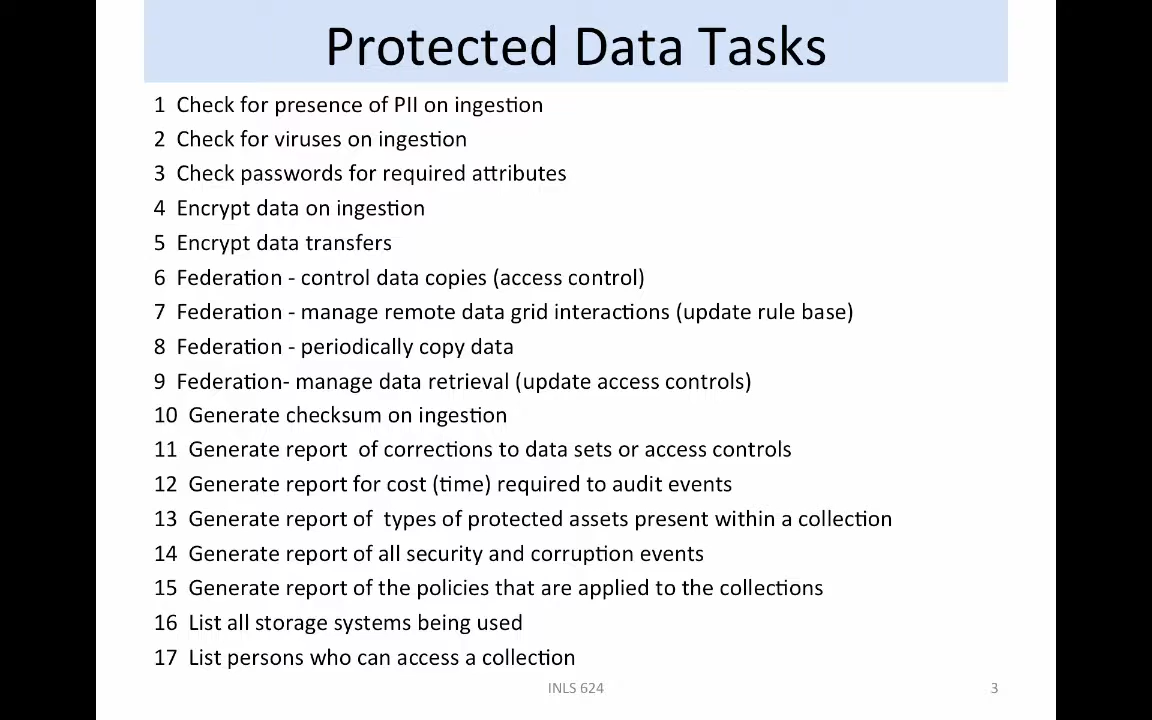 Protected Data Tasks
1 Check for presence of PII on ingestion
2 Check for viruses on ingestion
3 Check passwords for required attributes
4 Encrypt data on ingestion
5 Encrypt data transfers
6 Federation - control data copies (access control)
7 Federation - manage remote data grid interactions (update rule base)
8 Federation - periodically copy data
9 Federation- manage data retrieval (update access controls)
10 Generate checksum on ingestion
11 Generate report of corrections to data sets or access controls
12 Generate report for cost (time) required to audit events
13 Generate report of types of protected assets present within a collection
14 Generate report of all security and corruption events
15 Generate report of the policies that are applied to the collections
16 List all storage systems being used
17 List persons who can access a collection
INLS 624
3